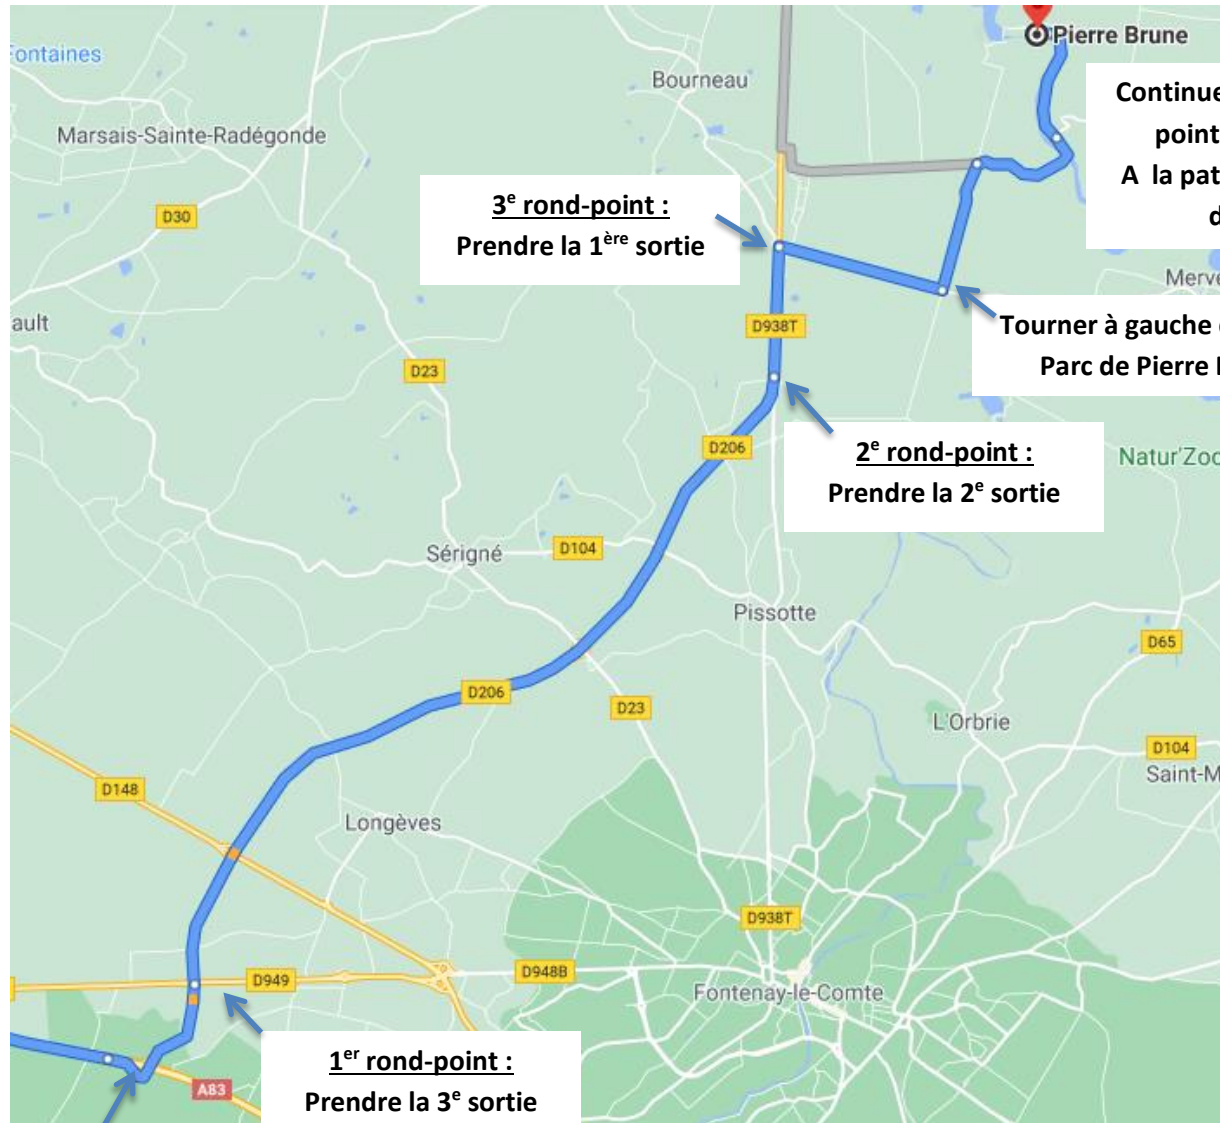 Pierre Brune
Fontaines
Bourneau
Continue
point
Marsais-Sainte-Radégonde
A la pat
3e rond-point :
Prendre la 1ère sortie
d
D30
Merve
ault
D938T
Tourner à gauche
Parc de Pierre
D23
D206
2e rond-point :
Prendre la 2e sortie
Natur'Zoo
Sérigné
D104
Pissotte
D65
D206
D23
L'Orbrie
D104
Saint-M
D148
Longèves
D938T
D949
D948B
Fontenay-le-Comte
1er rond-point :
Prendre la 3e sortie
A83